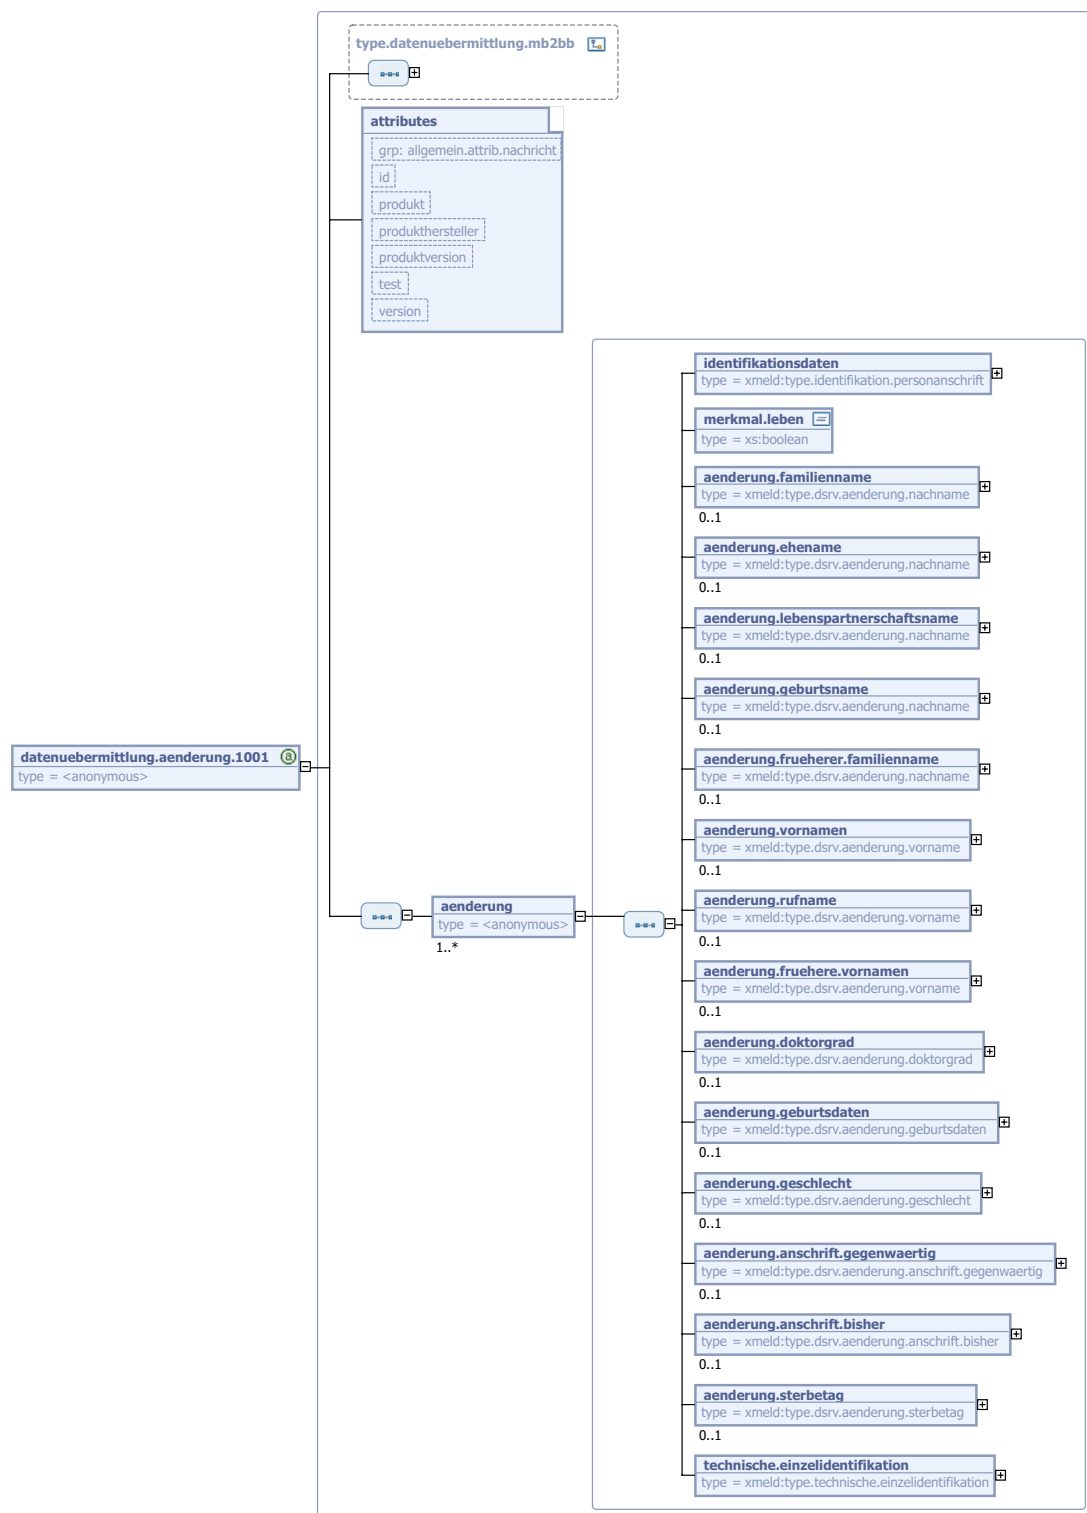 type.datenuebermittlung.mb2bb
attributes
grp: allgemein.attrib.nachricht
id
produkt
produkthersteller
produktversion
test
version
identifikationsdaten
type = xmeld:type.identifikation.personanschrift
merkmal.leben
type = xs:boolean
aenderung.familienname
type = xmeld:type.dsrv.aenderung.nachname
0..1
aenderung.ehename
type = xmeld:type.dsrv.aenderung.nachname
0..1
aenderung.lebenspartnerschaftsname
type = xmeld:type.dsrv.aenderung.nachname
0..1
aenderung.geburtsname
type = xmeld:type.dsrv.aenderung.nachname
0..1
datenuebermittlung.aenderung.1001 @
type = <anonymous>
aenderung.frueherer.familienname
type = xmeld:type.dsrv.aenderung.nachname
0..1
aenderung.vornamen
type = xmeld:type.dsrv.aenderung.vorname
0..1
aenderung
type = <anonymous>
1..*
aenderung.rufname
type = xmeld:type.dsrv.aenderung.vorname
0..1
aenderung.fruehere.vornamen
type = xmeld:type.dsrv.aenderung.vorname
0..1
aenderung.doktorgrad
type = xmeld:type.dsrv.aenderung.doktorgrad
0..1
aenderung.geburtsdaten
type = xmeld:type.dsrv.aenderung.geburtsdaten
0..1
aenderung.geschlecht
type = xmeld:type.dsrv.aenderung.geschlecht
0..1
aenderung.anschrift.gegenwaertig
type = xmeld:type.dsrv.aenderung.anschrift.gegenwaertig
0..1
aenderung.anschrift.bisher
type = xmeld:type.dsrv.aenderung.anschrift.bisher
0..1
aenderung.sterbetag
type = xmeld:type.dsrv.aenderung.sterbetag
0..1
technische.einzelidentifikation
type = xmeld:type.technische.einzelidentifikation